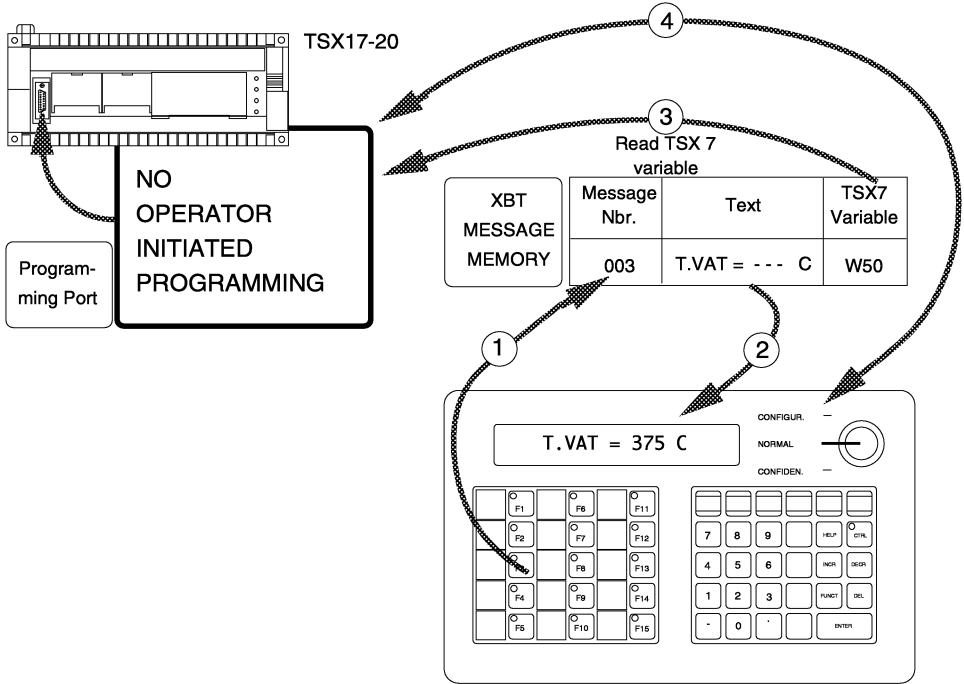 4
TSX17-20
3
Read TSX 7
variable
NO
OPERATOR
INITIATED
PROGRAMMING
Program-
ming Port
XBT
MESSAGE
MEMORY
Message
Nbr.
Text
TSX7
Variable
003
T.VAT = - - - C
W50
1
2
T.VAT = 375 C
CONFIGUR.
NORMAL
CONFIDEN.
F1
F6
F11
F2
F7
F12
F8
F13
F4
F9
F14
F5
F10
F15
7 8 9 HELP CTRL
4 5 6 INCR DECR
1 2 3 FUNCT DEL
- 0 . ENTER